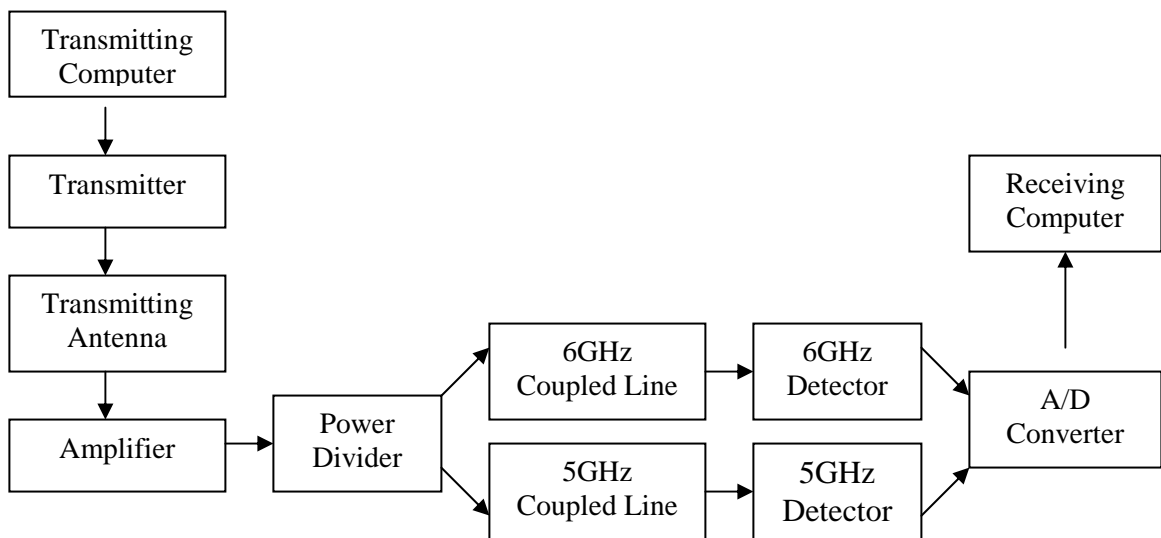 Transmitting
Computer
Transmitter
Transmitting
Antenna
Amplifier
Power
Divider
6GHz
Coupled Line
5GHz
Coupled Line
6GHz
Detector
5GHz
Detector
A/D
Converter
Receiving
Computer